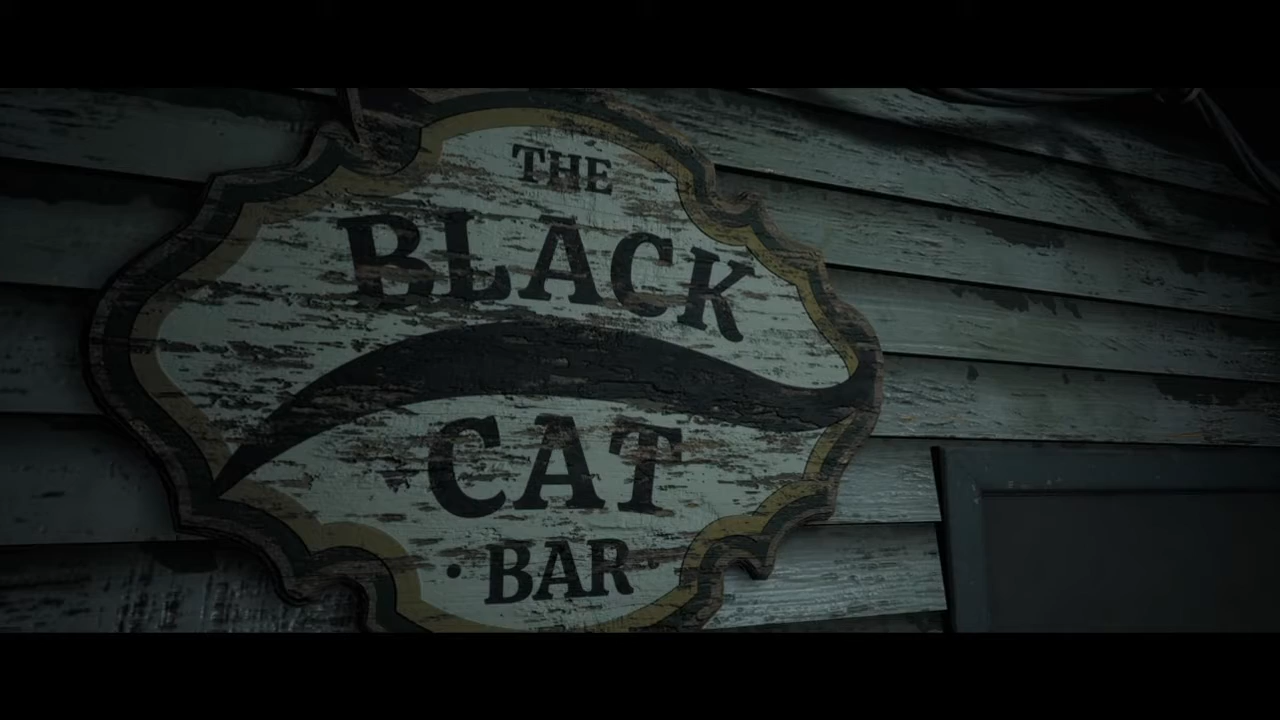 THE
BLACK
CAT
· BAR ·